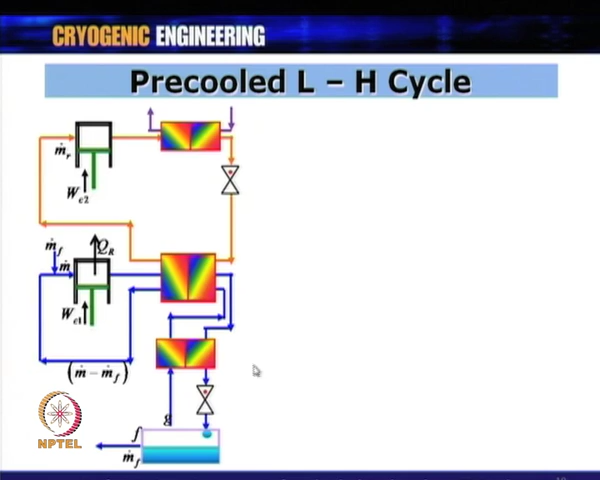 CRYOGENIC ENGINEERING
Precooled L – H Cycle
ṁr
Wc2
ṁf
QR
ṁ
Wc1
(ṁ − ṁf)
g
f
ṁf
NPTEL